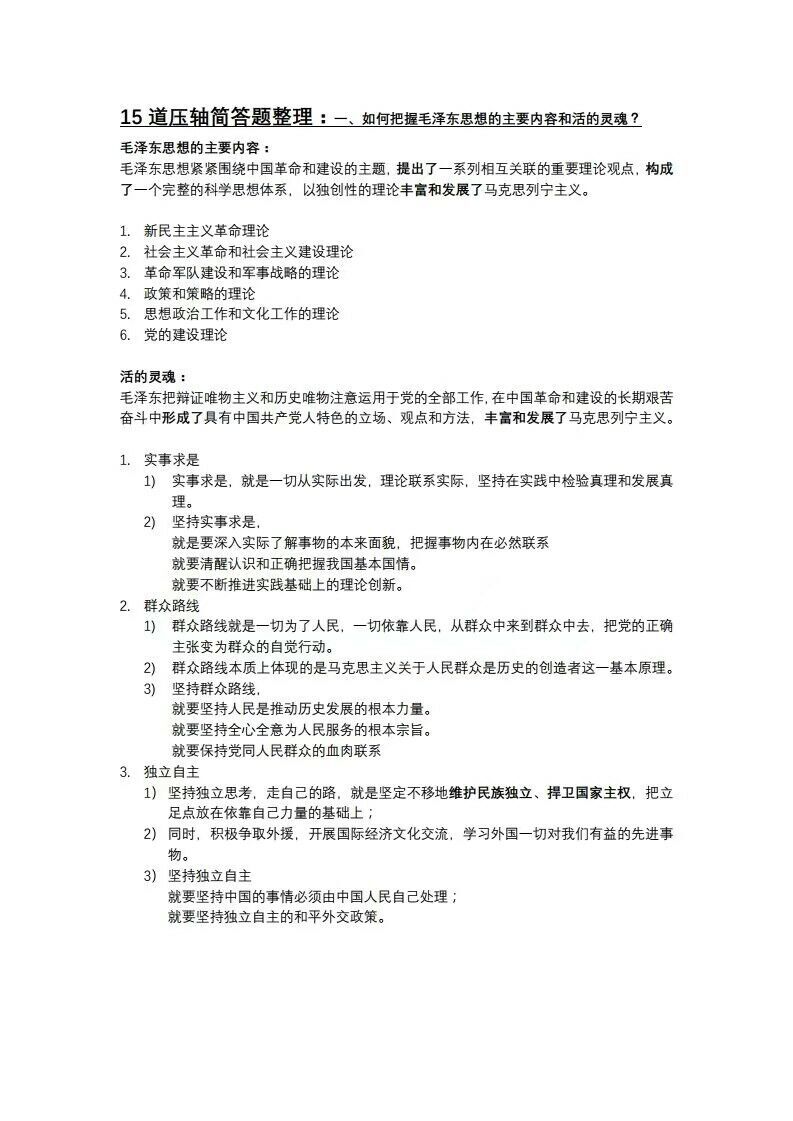 15 道压轴简答题整理：一、如何把握毛泽东思想的主要内容和活的灵魂？
毛泽东思想的主要内容：
毛泽东思想紧紧围绕中国革命和建设的主题，提出了一系列相互关联的重要理论观点，构成
了一个完整的科学思想体系，以独创性的理论丰富和发展了马克思列宁主义。
1. 新民主主义革命理论
2. 社会主义革命和社会主义建设理论
3. 革命军队建设和军事战略的理论
4. 政策和策略的理论
5. 思想政治工作和文化工作的理论
6. 党的建设理论
活的灵魂：
毛泽东把辩证唯物主义和历史唯物注意运用于党的全部工作，在中国革命和建设的长期艰苦
奋斗中形成了具有中国共产党人特色的立场、观点和方法，丰富和发展了马克思列宁主义。
1. 实事求是
1) 实事求是，就是一切从实际出发，理论联系实际，坚持在实践中检验真理和发展真
理。
2) 坚持实事求是，
就是要深入实际了解事物的本来面貌，把握事物内在必然联系
就要清醒认识和正确把握我国基本国情。
就要不断推进实践基础上的理论创新。
2. 群众路线
1) 群众路线就是一切为了人民，一切依靠人民，从群众中来到群众中去，把党的正确
主张变为群众的自觉行动。
2) 群众路线本质上体现的是马克思主义关于人民群众是历史的创造者这一基本原理。
3) 坚持群众路线，
就要坚持人民是推动历史发展的根本力量。
就要坚持全心全意为人民服务的根本宗旨。
就要保持党同人民群众的血肉联系
3. 独立自主
1）坚持独立思考，走自己的路，就是坚定不移地维护民族独立、捍卫国家主权，把立
足点放在依靠自己力量的基础上；
2）同时，积极争取外援，开展国际经济文化交流，学习外国一切对我们有益的先进事
物。
3）坚持独立自主
就要坚持中国的事情必须由中国人民自己处理；
就要坚持独立自主的和平外交政策。